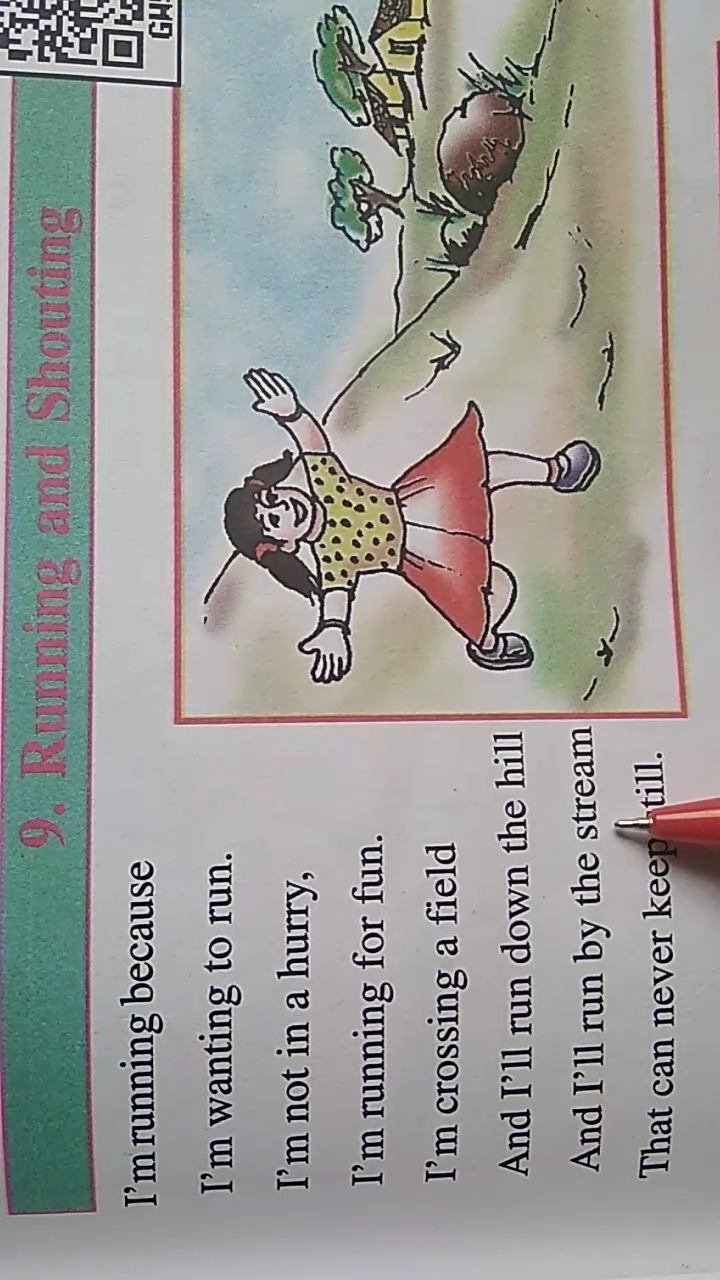 9. Running and Shouting
I'm running because
I'm wanting to run.
I'm not in a hurry,
I'm running for fun.
I'm crossing a field
And I'll run down the hill
And I'll run by the stream
That can never keep till.